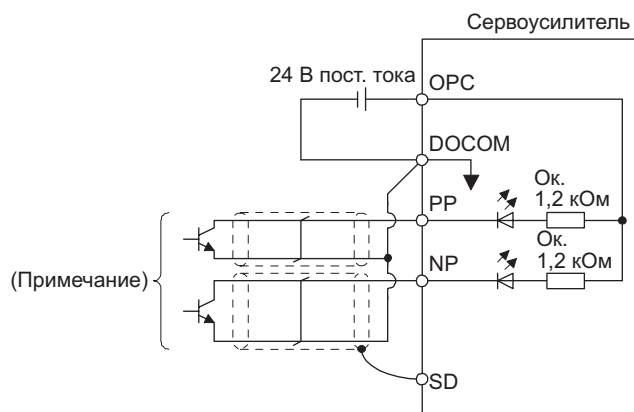 Сервоусилитель
24 В пост. тока
OPC
DOCOM
Ок.
1,2 кОм
PP
Ок.
1,2 кОм
NP
(Примечание)
SD